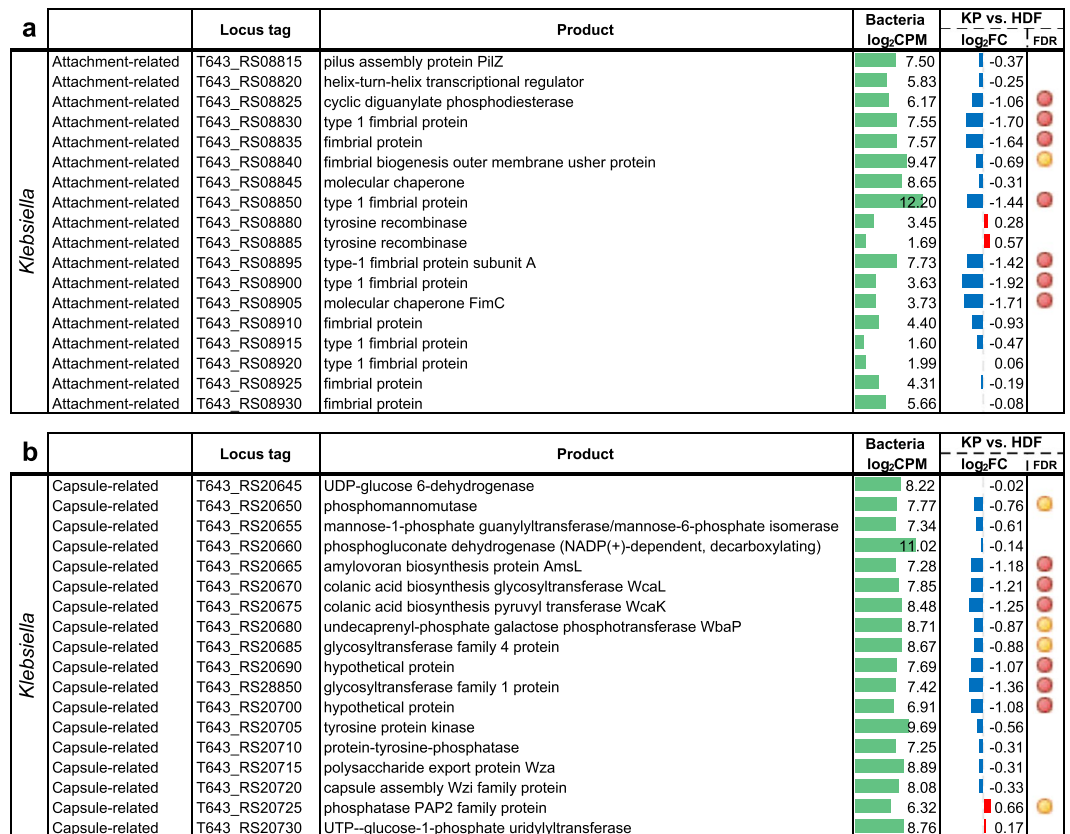 a
Locus tag Product Bacteria log₂CPM KP vs. HDF log₂FC FDR
Klebsiella
Attachment-related T643_RS08815 pilus assembly protein PilZ 7.50 -0.37
Attachment-related T643_RS08820 helix-turn-helix transcriptional regulator 5.83 -0.25
Attachment-related T643_RS08825 cyclic diguanylate phosphodiesterase 6.17 -1.06
Attachment-related T643_RS08830 type 1 fimbrial protein 7.55 -1.70
Attachment-related T643_RS08835 fimbrial protein 7.57 -1.64
Attachment-related T643_RS08840 fimbrial biogenesis outer membrane usher protein 9.47 -0.69
Attachment-related T643_RS08845 molecular chaperone 8.65 -0.31
Attachment-related T643_RS08850 type 1 fimbrial protein 12.20 -1.44
Attachment-related T643_RS08880 tyrosine recombinase 3.45 0.28
Attachment-related T643_RS08885 tyrosine recombinase 1.69 0.57
Attachment-related T643_RS08895 type-1 fimbrial protein subunit A 7.73 -1.42
Attachment-related T643_RS08900 type 1 fimbrial protein 3.63 -1.92
Attachment-related T643_RS08905 molecular chaperone FimC 3.73 -1.71
Attachment-related T643_RS08910 fimbrial protein 4.40 -0.93
Attachment-related T643_RS08915 type 1 fimbrial protein 1.60 -0.47
Attachment-related T643_RS08920 type 1 fimbrial protein 1.99 0.06
Attachment-related T643_RS08925 fimbrial protein 4.31 -0.19
Attachment-related T643_RS08930 fimbrial protein 5.66 -0.08
b
Locus tag Product Bacteria log₂CPM KP vs. HDF log₂FC FDR
Klebsiella
Capsule-related T643_RS20645 UDP-glucose 6-dehydrogenase 8.22 -0.02
Capsule-related T643_RS20650 phosphomannomutase 7.77 -0.76
Capsule-related T643_RS20655 mannose-1-phosphate guanylyltransferase/mannose-6-phosphate isomerase 7.34 -0.61
Capsule-related T643_RS20660 phosphogluconate dehydrogenase (NADP(+)-dependent, decarboxylating) 11.02 -0.14
Capsule-related T643_RS20665 amylovoran biosynthesis protein AmsL 7.28 -1.18
Capsule-related T643_RS20670 colanic acid biosynthesis glycosyltransferase WcaL 7.85 -1.21
Capsule-related T643_RS20675 colanic acid biosynthesis pyruvyl transferase WcaK 8.48 -1.25
Capsule-related T643_RS20680 undecaprenyl-phosphate galactose phosphotransferase WbaP 8.71 -0.87
Capsule-related T643_RS20685 glycosyltransferase family 4 protein 8.67 -0.88
Capsule-related T643_RS20690 hypothetical protein 7.69 -1.07
Capsule-related T643_RS28850 glycosyltransferase family 1 protein 7.42 -1.36
Capsule-related T643_RS20700 hypothetical protein 6.91 -1.08
Capsule-related T643_RS20705 tyrosine protein kinase 9.69 -0.56
Capsule-related T643_RS20710 protein-tyrosine-phosphatase 7.25 -0.31
Capsule-related T643_RS20715 polysaccharide export protein Wza 8.89 -0.31
Capsule-related T643_RS20720 capsule assembly Wzi family protein 8.08 -0.33
Capsule-related T643_RS20725 phosphatase PAP2 family protein 6.32 0.66
Capsule-related T643_RS20730 UTP--glucose-1-phosphate uridylyltransferase 8.76 0.17